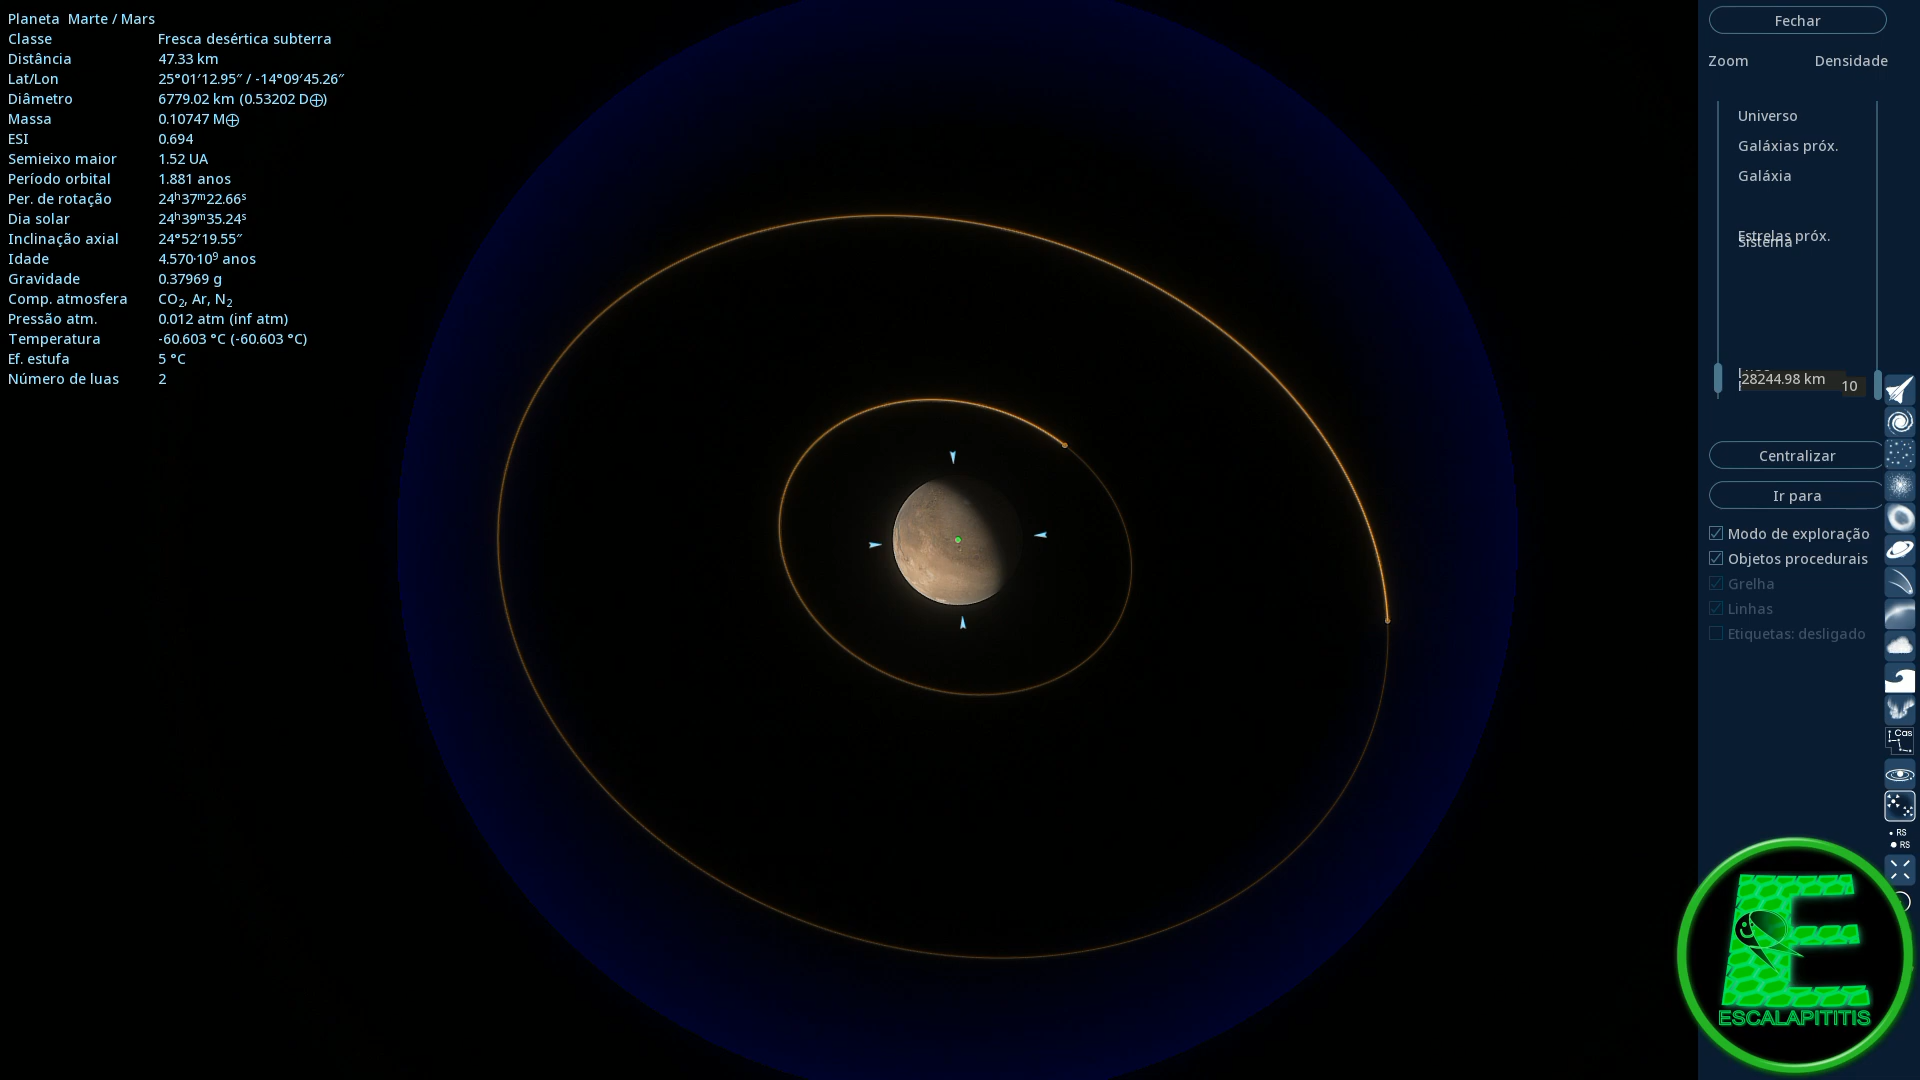 Planeta Marte / Mars
Classe Fresca desértica subterra
Distância 47.33 km
Lat/Lon 25°01′12.95″ / -14°09′45.26″
Diâmetro 6779.02 km (0.53202 D⊕)
Massa 0.10747 M⊕
ESI 0.694
Semieixo maior 1.52 UA
Período orbital 1.881 anos
Per. de rotação 24ʰ37ᵐ22.66ˢ
Dia solar 24ʰ39ᵐ35.24ˢ
Inclinação axial 24°52′19.55″
Idade 4.570·10⁹ anos
Gravidade 0.37969 g
Comp. atmosfera CO₂, Ar, N₂
Pressão atm. 0.012 atm (inf atm)
Temperatura -60.603 °C (-60.603 °C)
Ef. estufa 5 °C
Número de luas 2
Fechar
Zoom Densidade
Universo
Galáxias próx.
Galáxia
Estrelas próx.
Sistema
28244.98 km
10
Centralizar
Ir para
Modo de exploração
Objetos procedurais
Grelha
Linhas
Etiquetas: desligado
Cas
RS
RS
E
ESCALAPITITIS